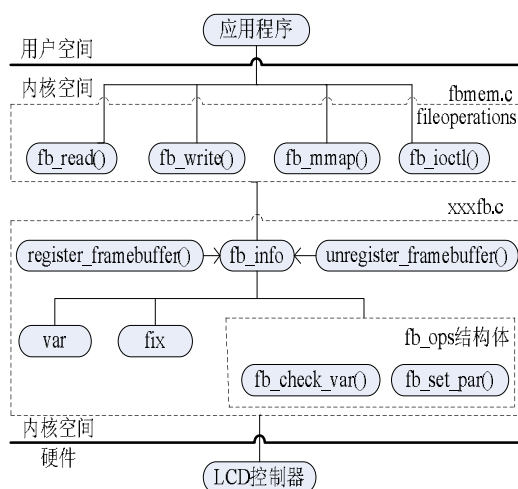 应用程序
用户空间
内核空间
fbmem.c
fileoperations
fb_read()
fb_write()
fb_mmap()
fb_ioctl()
xxxfb.c
register_framebuffer()
fb_info
unregister_framebuffer()
var
fix
fb_ops结构体
fb_check_var()
fb_set_par()
内核空间
硬件
LCD控制器